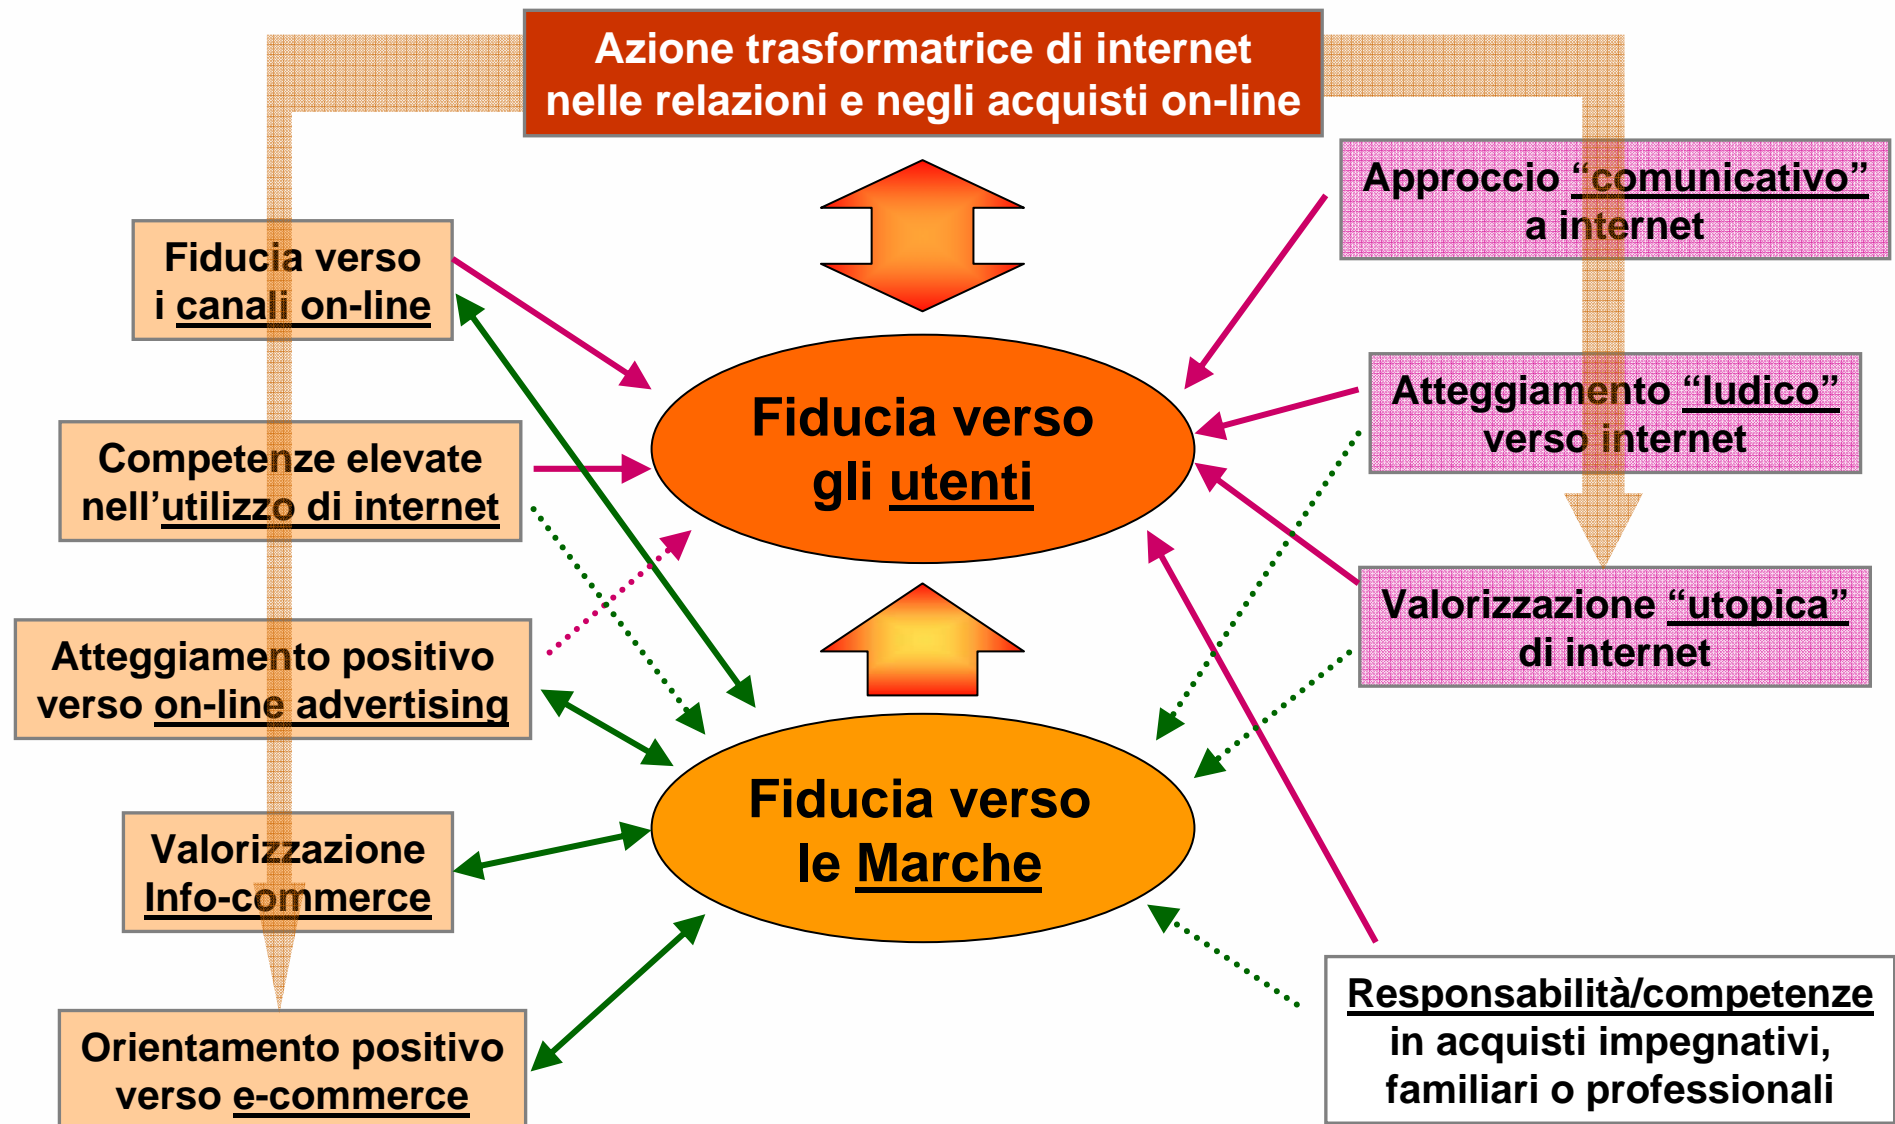 Azione trasformatrice di internet
nelle relazioni e negli acquisti on-line
Fiducia verso
i canali on-line
Competenze elevate
nell'utilizzo di internet
Atteggiamento positivo
verso on-line advertising
Valorizzazione
Info-commerce
Orientamento positivo
verso e-commerce
Fiducia verso
gli utenti
Fiducia verso
le Marche
Approccio “comunicativo”
a internet
Atteggiamento “ludico”
verso internet
Valorizzazione “utopica”
di internet
Responsabilità/competenze
in acquisti impegnativi,
familiari o professionali